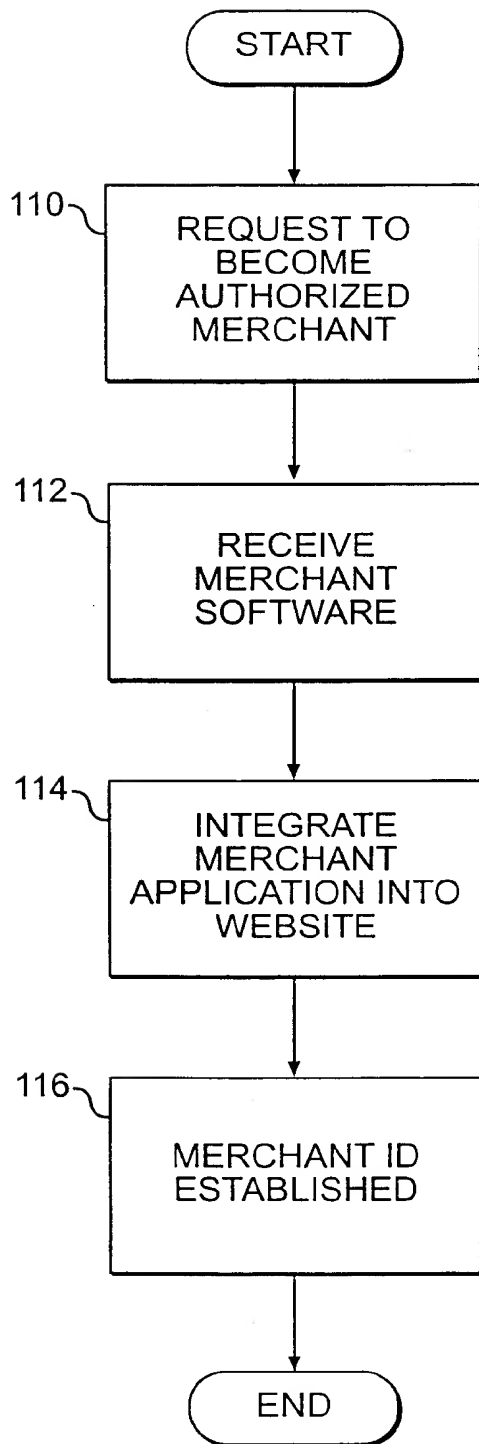 START
110
REQUEST TO
BECOME
AUTHORIZED
MERCHANT
112
RECEIVE
MERCHANT
SOFTWARE
114
INTEGRATE
MERCHANT
APPLICATION INTO
WEBSITE
116
MERCHANT ID
ESTABLISHED
END